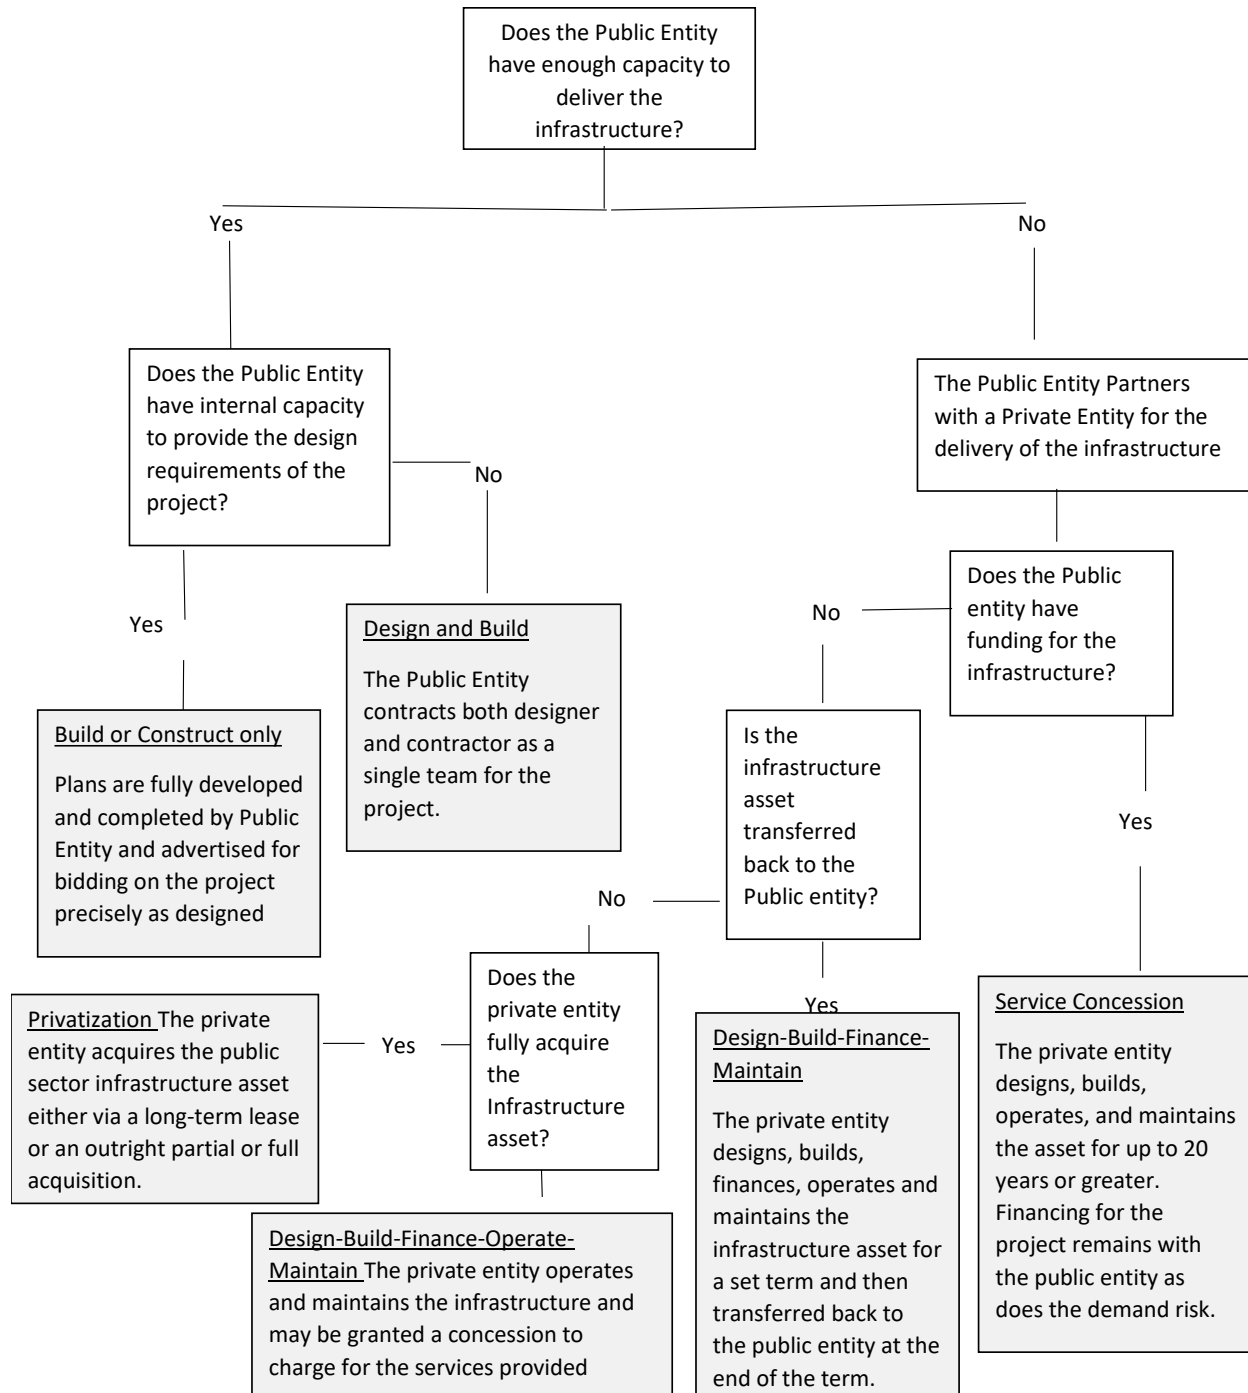 Does the Public Entity
have enough capacity to
deliver the
infrastructure?
Yes
No
Does the Public Entity
have internal capacity
to provide the design
requirements of the
project?
No
The Public Entity Partners
with a Private Entity for the
delivery of the infrastructure
Does the Public
entity have
funding for the
infrastructure?
No
Yes
Yes
Design and Build
The Public Entity
contracts both designer
and contractor as a
single team for the
project.
Build or Construct only
Plans are fully developed
and completed by Public
Entity and advertised for
bidding on the project
precisely as designed
Is the
infrastructure
asset
transferred
back to the
Public entity?
No
Yes
Does the
private entity
fully acquire
the
Infrastructure
asset?
Yes
Privatization The private
entity acquires the public
sector infrastructure asset
either via a long-term lease
or an outright partial or full
acquisition.
Design-Build-Finance-Operate-
Maintain The private entity operates
and maintains the infrastructure and
may be granted a concession to
charge for the services provided
Design-Build-Finance-
Maintain
The private entity
designs, builds,
finances, operates and
maintains the
infrastructure asset for
a set term and then
transferred back to
the public entity at the
end of the term.
Service Concession
The private entity
designs, builds,
operates, and maintains
the asset for up to 20
years or greater.
Financing for the
project remains with
the public entity as
does the demand risk.